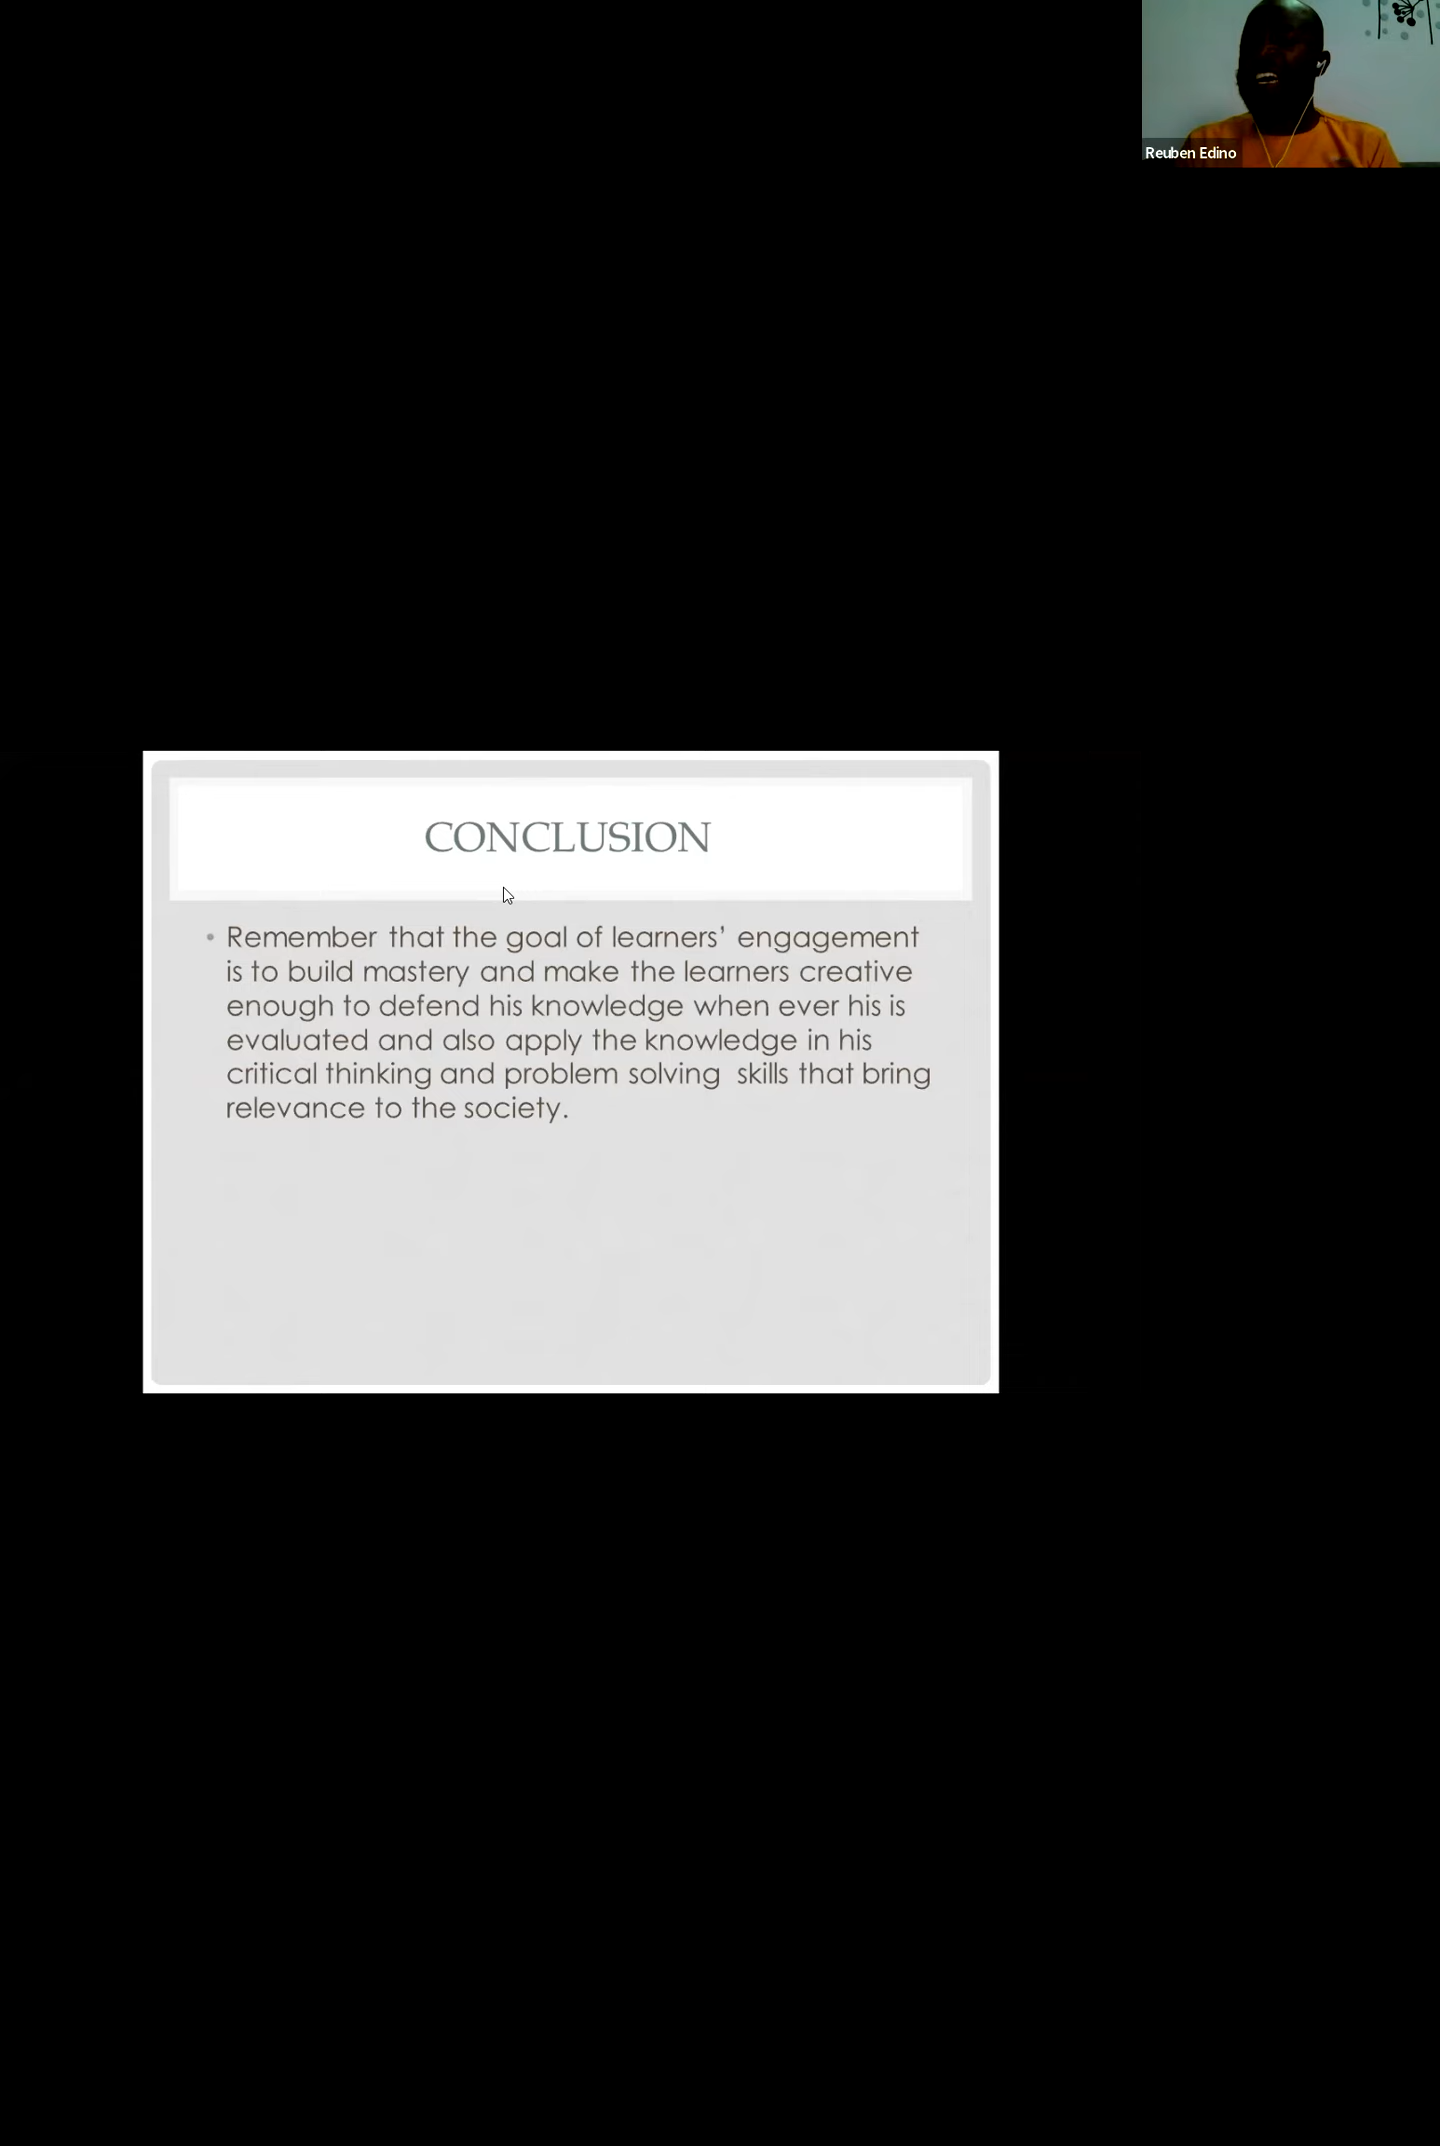 Reuben Edino
CONCLUSION
• Remember that the goal of learners’ engagement
is to build mastery and make the learners creative
enough to defend his knowledge when ever his is
evaluated and also apply the knowledge in his
critical thinking and problem solving  skills that bring
relevance to the society.